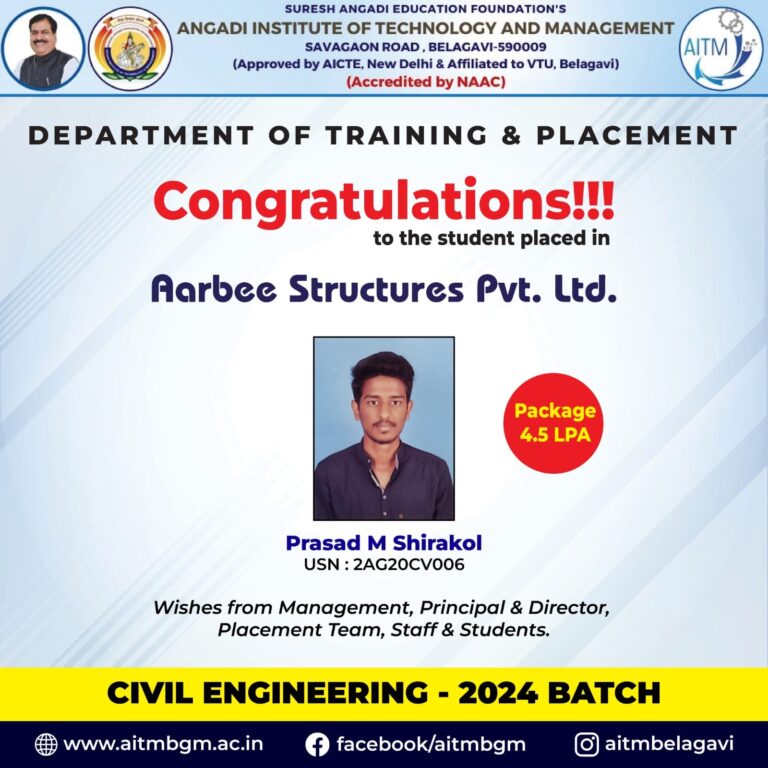 SURESH ANGADI EDUCATION FOUNDATION'S
ANGADI INSTITUTE OF TECHNOLOGY AND MANAGEMENT
SAVAGAON ROAD , BELAGAVI-590009
(Approved by AICTE, New Delhi & Affiliated to VTU, Belagavi)
(Accredited by NAAC)
AITM
DEPARTMENT OF TRAINING & PLACEMENT
Congratulations!!!
to the student placed in
Aarbee Structures Pvt. Ltd.
Package
4.5 LPA
Prasad M Shirakol
USN : 2AG20CV006
Wishes from Management, Principal & Director,
Placement Team, Staff & Students.
CIVIL ENGINEERING - 2024 BATCH
www.aitmbgm.ac.in facebook/aitmbgm aitmbelagavi